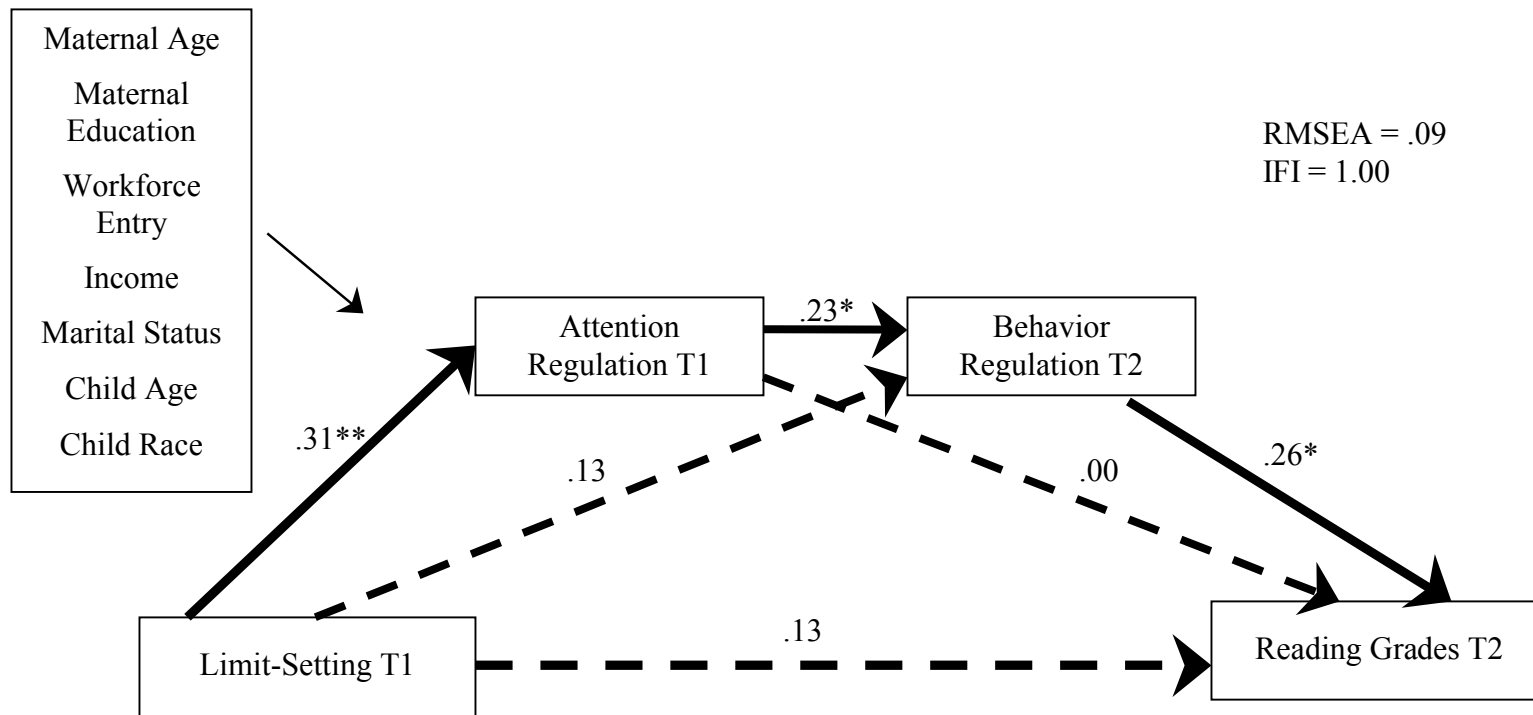 Maternal Age
Maternal
Education
Workforce
Entry
Income
Marital Status
Child Age
Child Race
RMSEA = .09
IFI = 1.00
Attention
Regulation T1
.23*
Behavior
Regulation T2
.31**
.13
.00
.26*
Limit-Setting T1
.13
Reading Grades T2